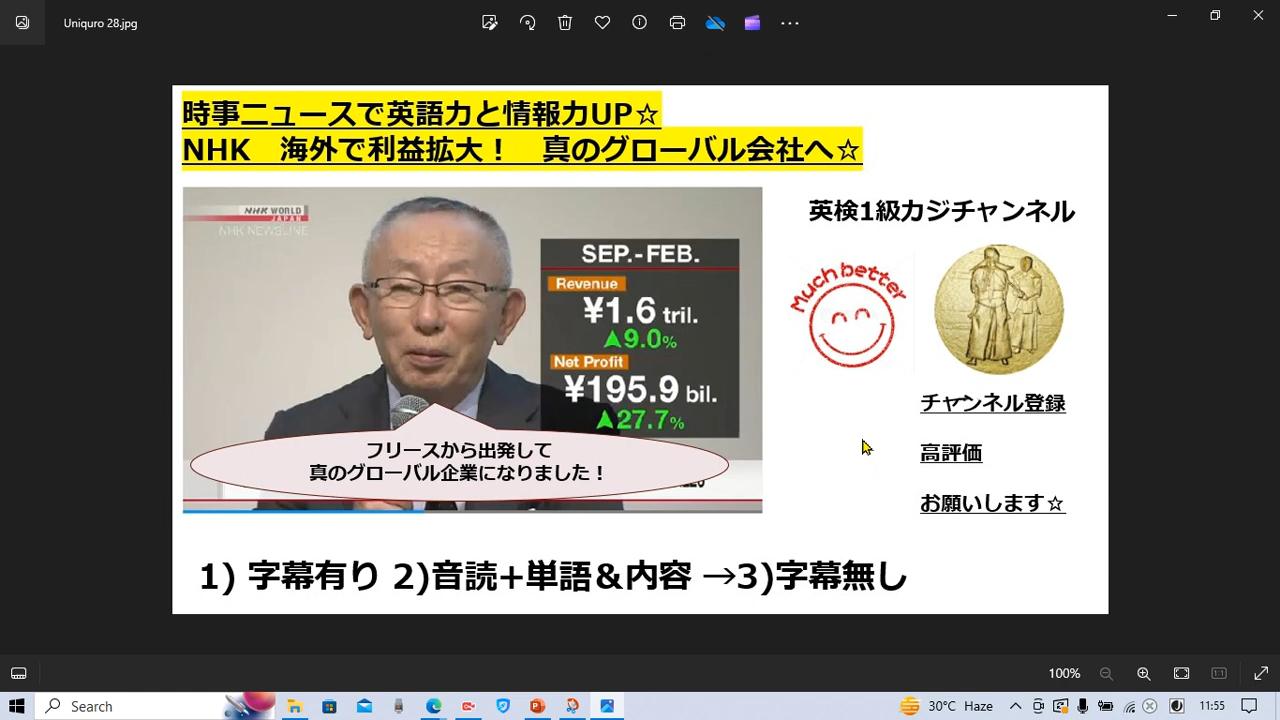 Uniquro 28.jpg
時事ニュースで英語力と情報力UP☆
NHK 海外で利益拡大！ 真のグローバル会社へ☆
NHK WORLD
JAPAN
NHK NEWSLINE
SEP.-FEB.
Revenue
¥1.6 tril.
▲9.0%
Net Profit
¥195.9 bil.
▲27.7%
フリースから出発して
真のグローバル企業になりました！
英検1級カジチャンネル
Much better
チャンネル登録
高評価
お願いします☆
1) 字幕有り 2)音読+単語＆内容 →3)字幕無し
100%
Search
30°C Haze
11:55